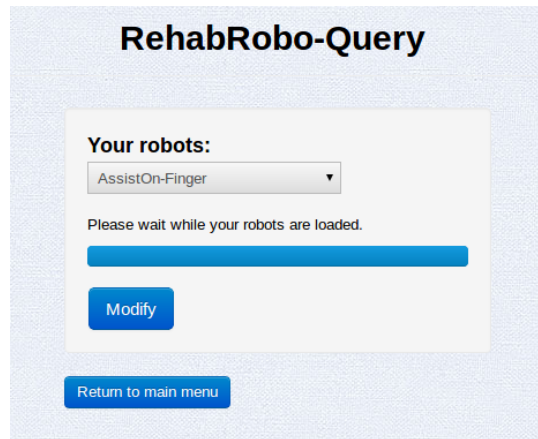 RehabRobo-Query
Your robots:
AssistOn-Finger
Please wait while your robots are loaded.
Modify
Return to main menu